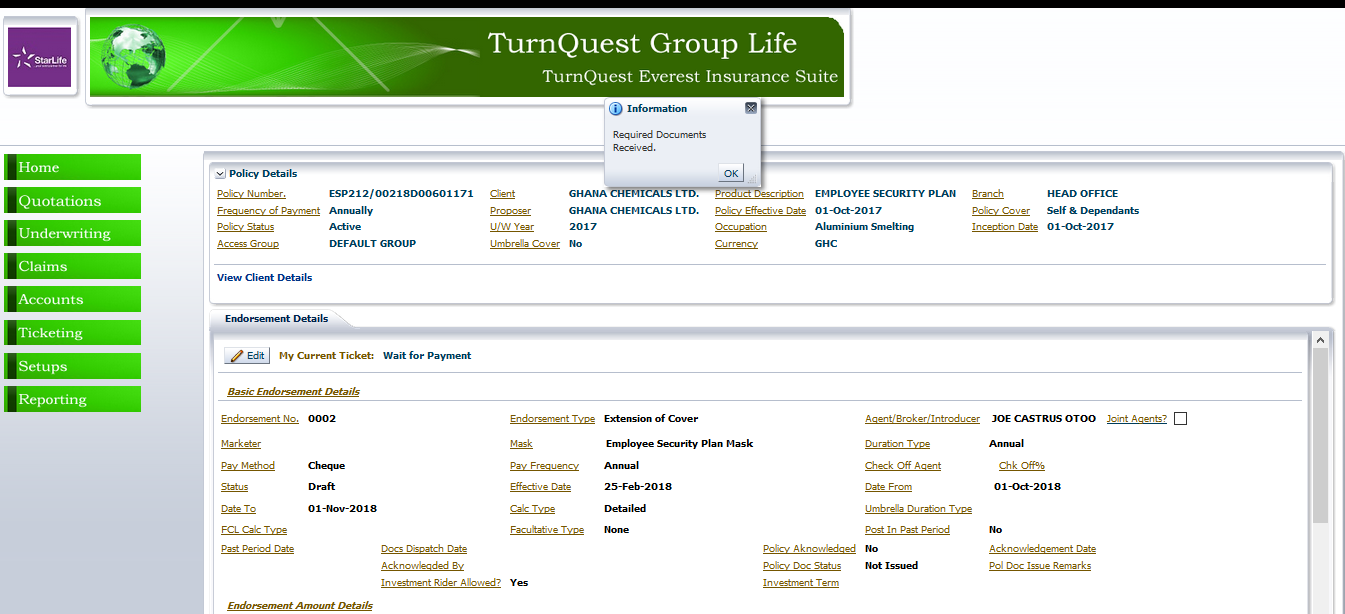 StarLife
TurnQuest Group Life
TurnQuest Everest Insurance Suite
Information
Required Documents
Received.
OK
Home
Quotations
Underwriting
Claims
Accounts
Ticketing
Setups
Reporting
Policy Details
Policy Number. ESP212/00218D00601171 Client GHANA CHEMICALS LTD. Product Description EMPLOYEE SECURITY PLAN Branch HEAD OFFICE
Frequency of Payment Annually Proposer GHANA CHEMICALS LTD. Policy Effective Date 01-Oct-2017 Policy Cover Self & Dependants
Policy Status Active U/W Year 2017 Occupation Aluminium Smelting Inception Date 01-Oct-2017
Access Group DEFAULT GROUP Umbrella Cover No Currency GHC
View Client Details
Endorsement Details
Edit My Current Ticket: Wait for Payment
Basic Endorsement Details
Endorsement No. 0002 Endorsement Type Extension of Cover Agent/Broker/Introducer JOE CASTRUS OTOO Joint Agents?
Marketer Mask Employee Security Plan Mask Duration Type Annual
Pay Method Cheque Pay Frequency Annual Check Off Agent Chk Off%
Status Draft Effective Date 25-Feb-2018 Date From 01-Oct-2018
Date To 01-Nov-2018 Calc Type Detailed Umbrella Duration Type
FCL Calc Type Facultative Type None Post In Past Period No
Past Period Date Docs Dispatch Date Policy Aknowledged No Acknowledgement Date
Acknowlegded By Policy Doc Status Not Issued Pol Doc Issue Remarks
Investment Rider Allowed? Yes Investment Term
Endorsement Amount Details